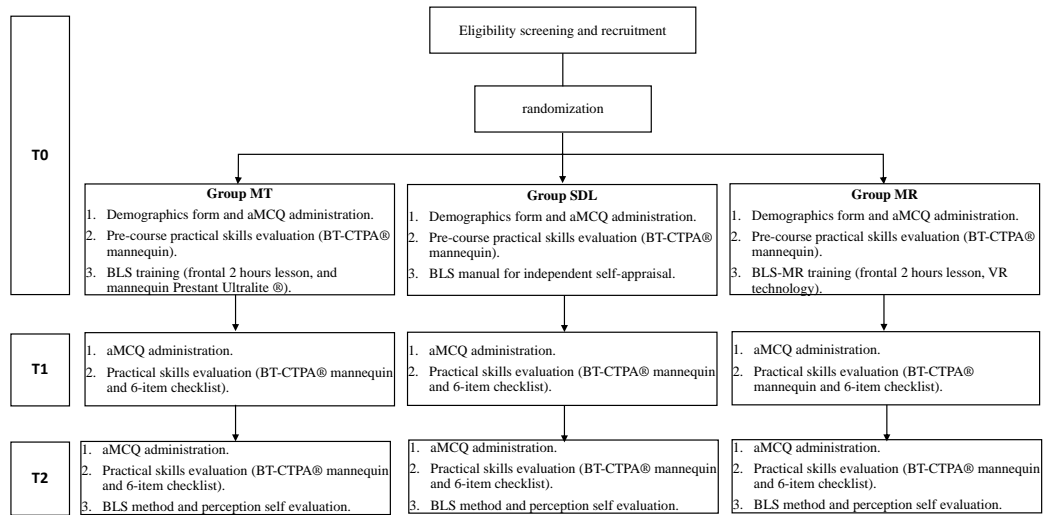 Eligibility screening and recruitment
randomization
T0
Group MT
1. Demographics form and aMCQ administration.
2. Pre-course practical skills evaluation (BT-CTPA®
mannequin).
3. BLS training (frontal 2 hours lesson, and
mannequin Prestant Ultralite ®).
Group SDL
1. Demographics form and aMCQ administration.
2. Pre-course practical skills evaluation (BT-CTPA®
mannequin).
3. BLS manual for independent self-appraisal.
Group MR
1. Demographics form and aMCQ administration.
2. Pre-course practical skills evaluation (BT-CTPA®
mannequin).
3. BLS-MR training (frontal 2 hours lesson, VR
technology).
T1
1. aMCQ administration.
2. Practical skills evaluation (BT-CTPA® mannequin
and 6-item checklist).
1. aMCQ administration.
2. Practical skills evaluation (BT-CTPA® mannequin
and 6-item checklist).
1. aMCQ administration.
2. Practical skills evaluation (BT-CTPA®
mannequin and 6-item checklist).
T2
1. aMCQ administration.
2. Practical skills evaluation (BT-CTPA® mannequin
and 6-item checklist).
3. BLS method and perception self evaluation.
1. aMCQ administration.
2. Practical skills evaluation (BT-CTPA® mannequin
and 6-item checklist).
3. BLS method and perception self evaluation.
1. aMCQ administration.
2. Practical skills evaluation (BT-CTPA® mannequin
and 6-item checklist).
3. BLS method and perception self evaluation.